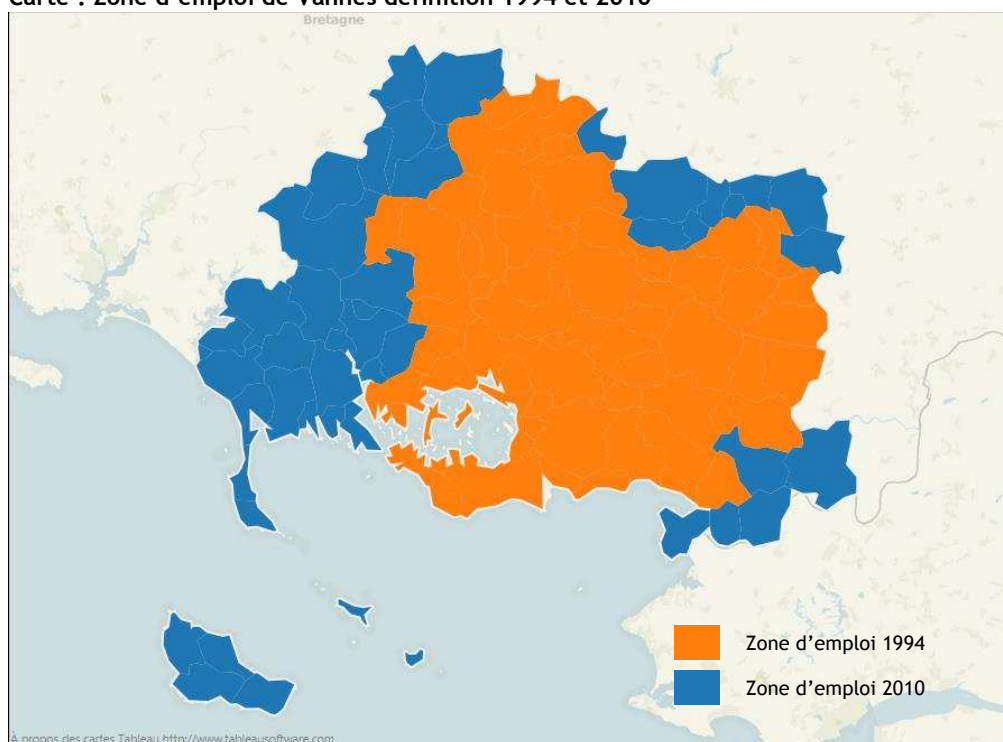 Carte : Zone d'emploi de Vannes définition 1994 et 2010
Bretagne
Zone d'emploi 1994
Zone d'emploi 2010
À propos des cartes Tableau http://www.tableausoftware.com